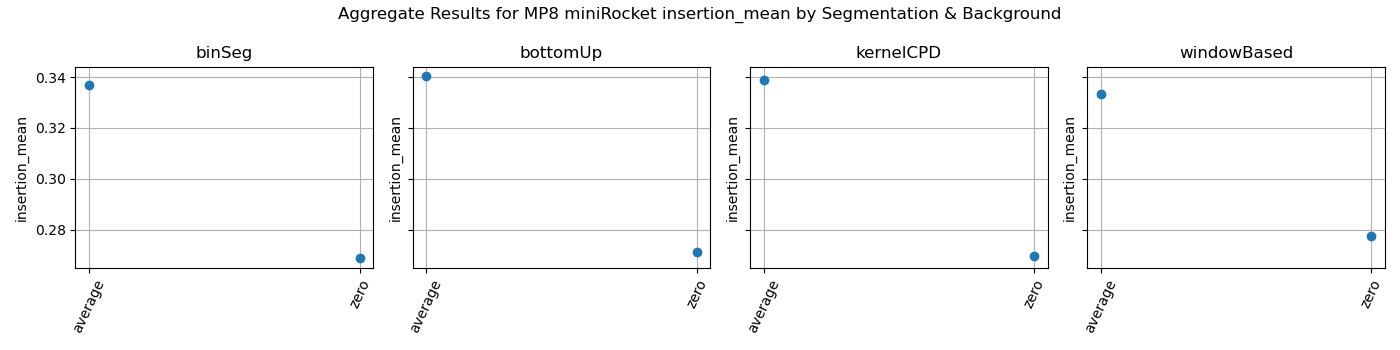 Aggregate Results for MP8 miniRocket insertion_mean by Segmentation & Background
binSeg
insertion_mean
0.34
0.32
0.30
0.28
average
zero
bottomUp
insertion_mean
average
zero
kernelCPD
insertion_mean
average
zero
windowBased
insertion_mean
average
zero